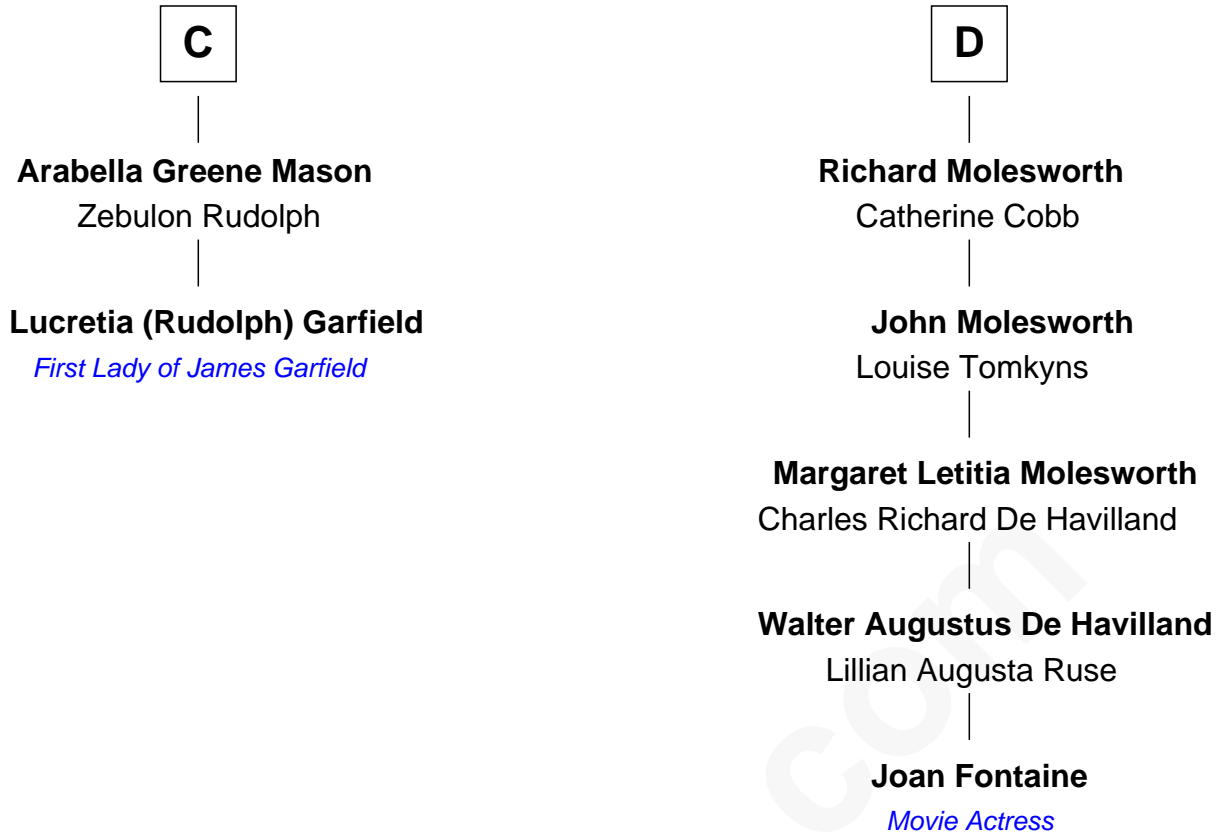 C
Arabella Greene Mason
Zebulon Rudolph
Lucretia (Rudolph) Garfield
First Lady of James Garfield
D
Richard Molesworth
Catherine Cobb
John Molesworth
Louise Tomkyns
Margaret Letitia Molesworth
Charles Richard De Havilland
Walter Augustus De Havilland
Lillian Augusta Ruse
Joan Fontaine
Movie Actress
com